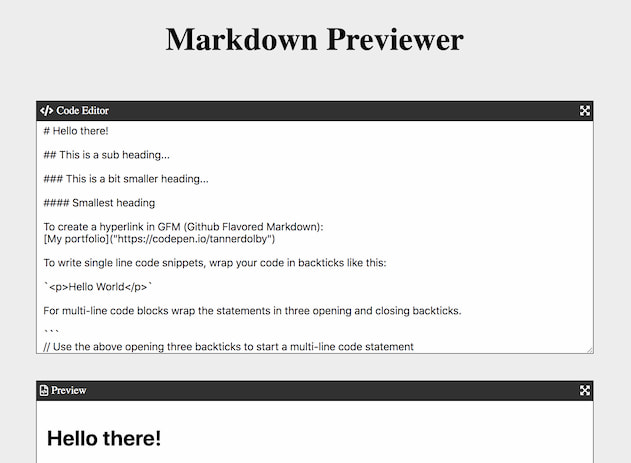 Markdown Previewer
</> Code Editor
# Hello there!
## This is a sub heading...
### This is a bit smaller heading...
#### Smallest heading
To create a hyperlink in GFM (Github Flavored Markdown):
[My portfolio]("https://codepen.io/tannerdolby")
To write single line code snippets, wrap your code in backticks like this:
`<p>Hello World</p>`
For multi-line code blocks wrap the statements in three opening and closing backticks.
```
// Use the above opening three backticks to start a multi-line code statement
Preview
Hello there!